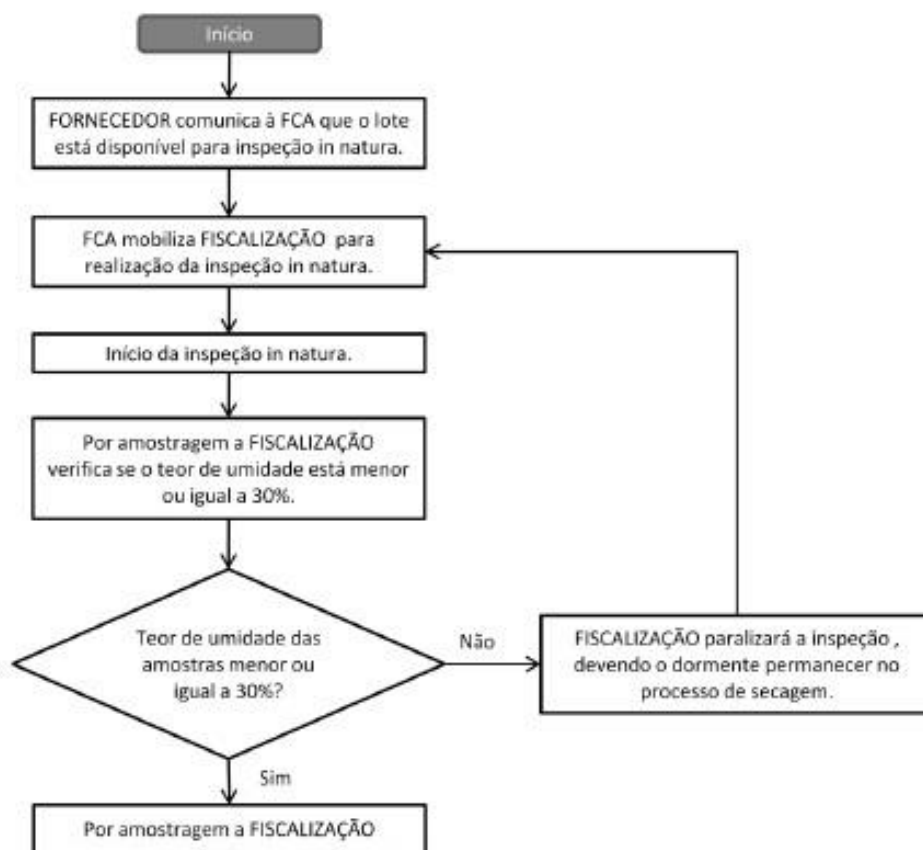 Início
FORNECEDOR comunica à FCA que o lote
está disponível para inspeção in natura.
FCA mobiliza FISCALIZAÇÃO para
realização da inspeção in natura.
Início da inspeção in natura.
Por amostragem a FISCALIZAÇÃO
verifica se o teor de umidade está menor
ou igual a 30%.
Teor de umidade das
amostras menor ou
igual a 30%?
Não
FISCALIZAÇÃO paralizará a inspeção ,
devendo o dormente permanecer no
processo de secagem.
Sim
Por amostragem a FISCALIZAÇÃO